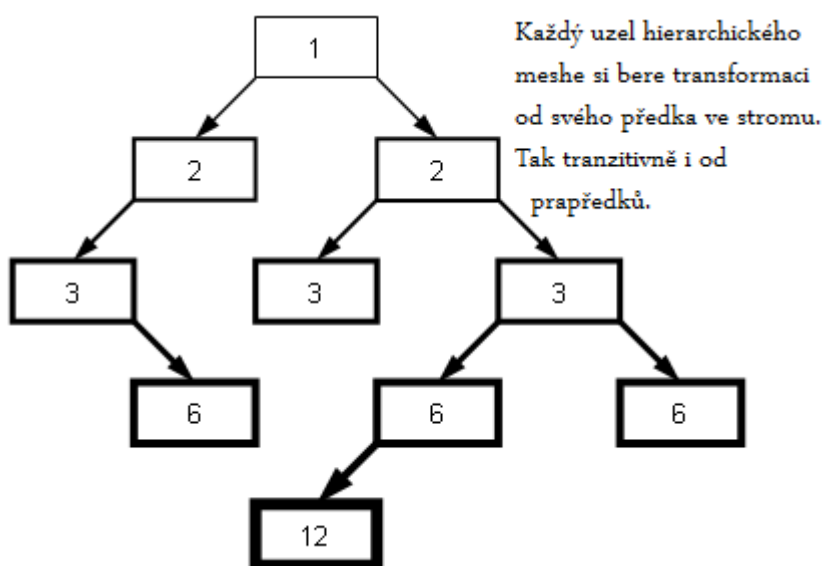 1
Každý uzel hierarchického
meshe si bere transformaci
od svého předka ve stromu.
Tak tranzitivně i od
prapředků.
2
2
3
3
3
6
6
6
12